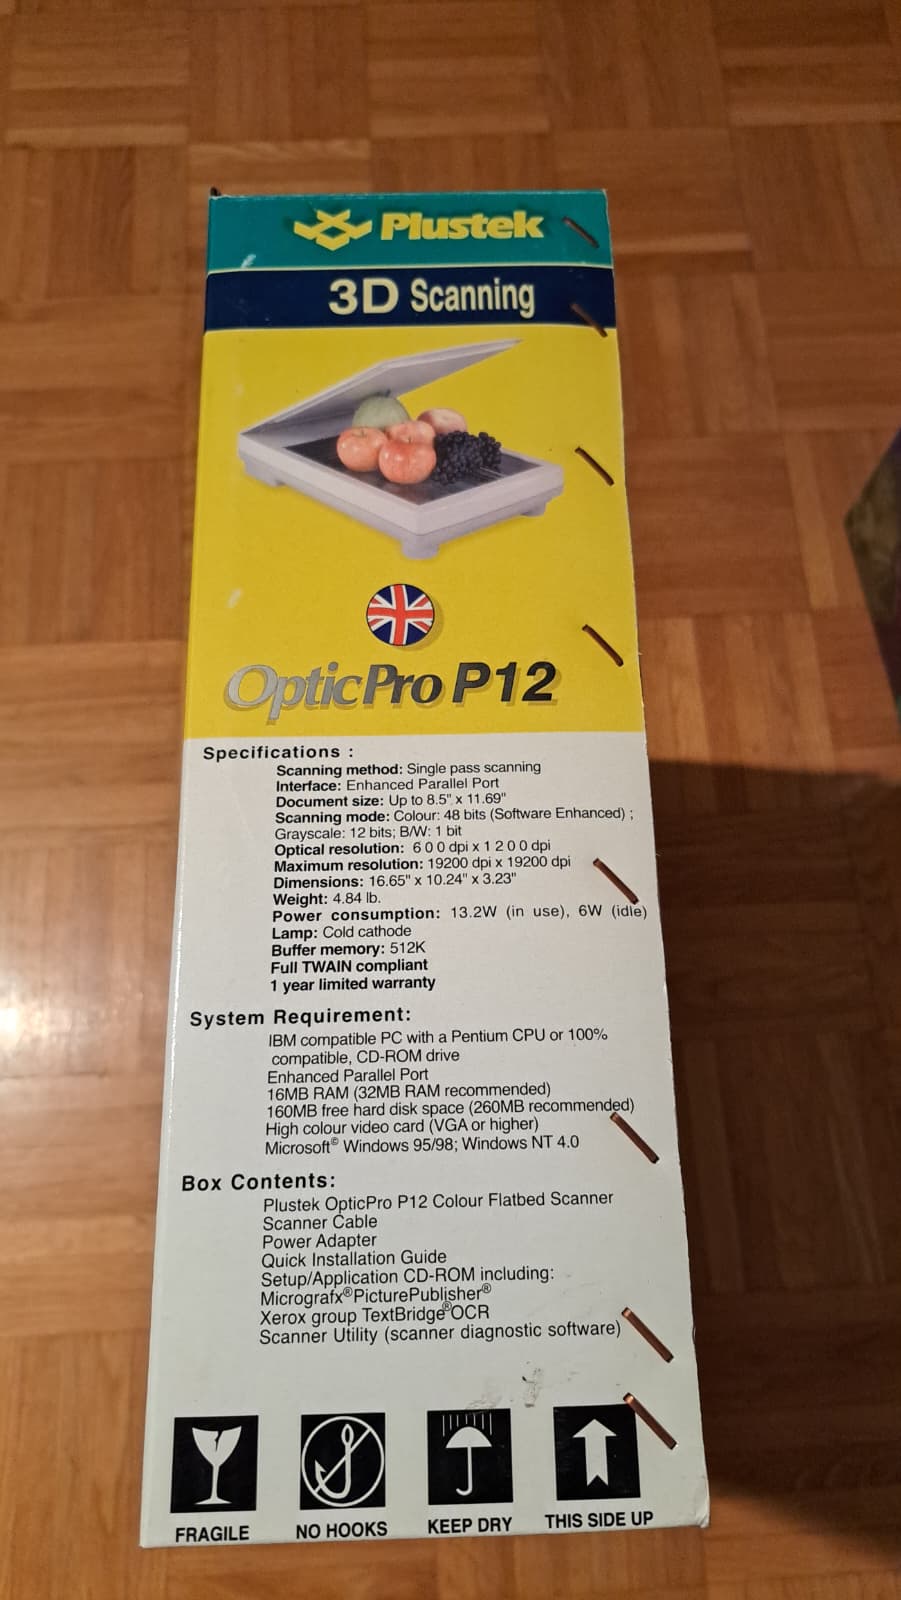 Plustek
3D Scanning
OpticPro P12
Specifications :
Scanning method: Single pass scanning
Interface: Enhanced Parallel Port
Document size: Up to 8.5" x 11.69"
Scanning mode: Colour: 48 bits (Software Enhanced) ;
Grayscale: 12 bits; B/W: 1 bit
Optical resolution: 6 0 0 dpi x 1 2 0 0 dpi
Maximum resolution: 19200 dpi x 19200 dpi
Dimensions: 16.65" x 10.24" x 3.23"
Weight: 4.84 lb.
Power consumption: 13.2W (in use), 6W (idle)
Lamp: Cold cathode
Buffer memory: 512K
Full TWAIN compliant
1 year limited warranty
System Requirement:
IBM compatible PC with a Pentium CPU or 100%
compatible, CD-ROM drive
Enhanced Parallel Port
16MB RAM (32MB RAM recommended)
160MB free hard disk space (260MB recommended)
High colour video card (VGA or higher)
Microsoft© Windows 95/98; Windows NT 4.0
Box Contents:
Plustek OpticPro P12 Colour Flatbed Scanner
Scanner Cable
Power Adapter
Quick Installation Guide
Setup/Application CD-ROM including:
Micrografx®PicturePublisher®
Xerox group TextBridge®OCR
Scanner Utility (scanner diagnostic software)
FRAGILE NO HOOKS KEEP DRY THIS SIDE UP